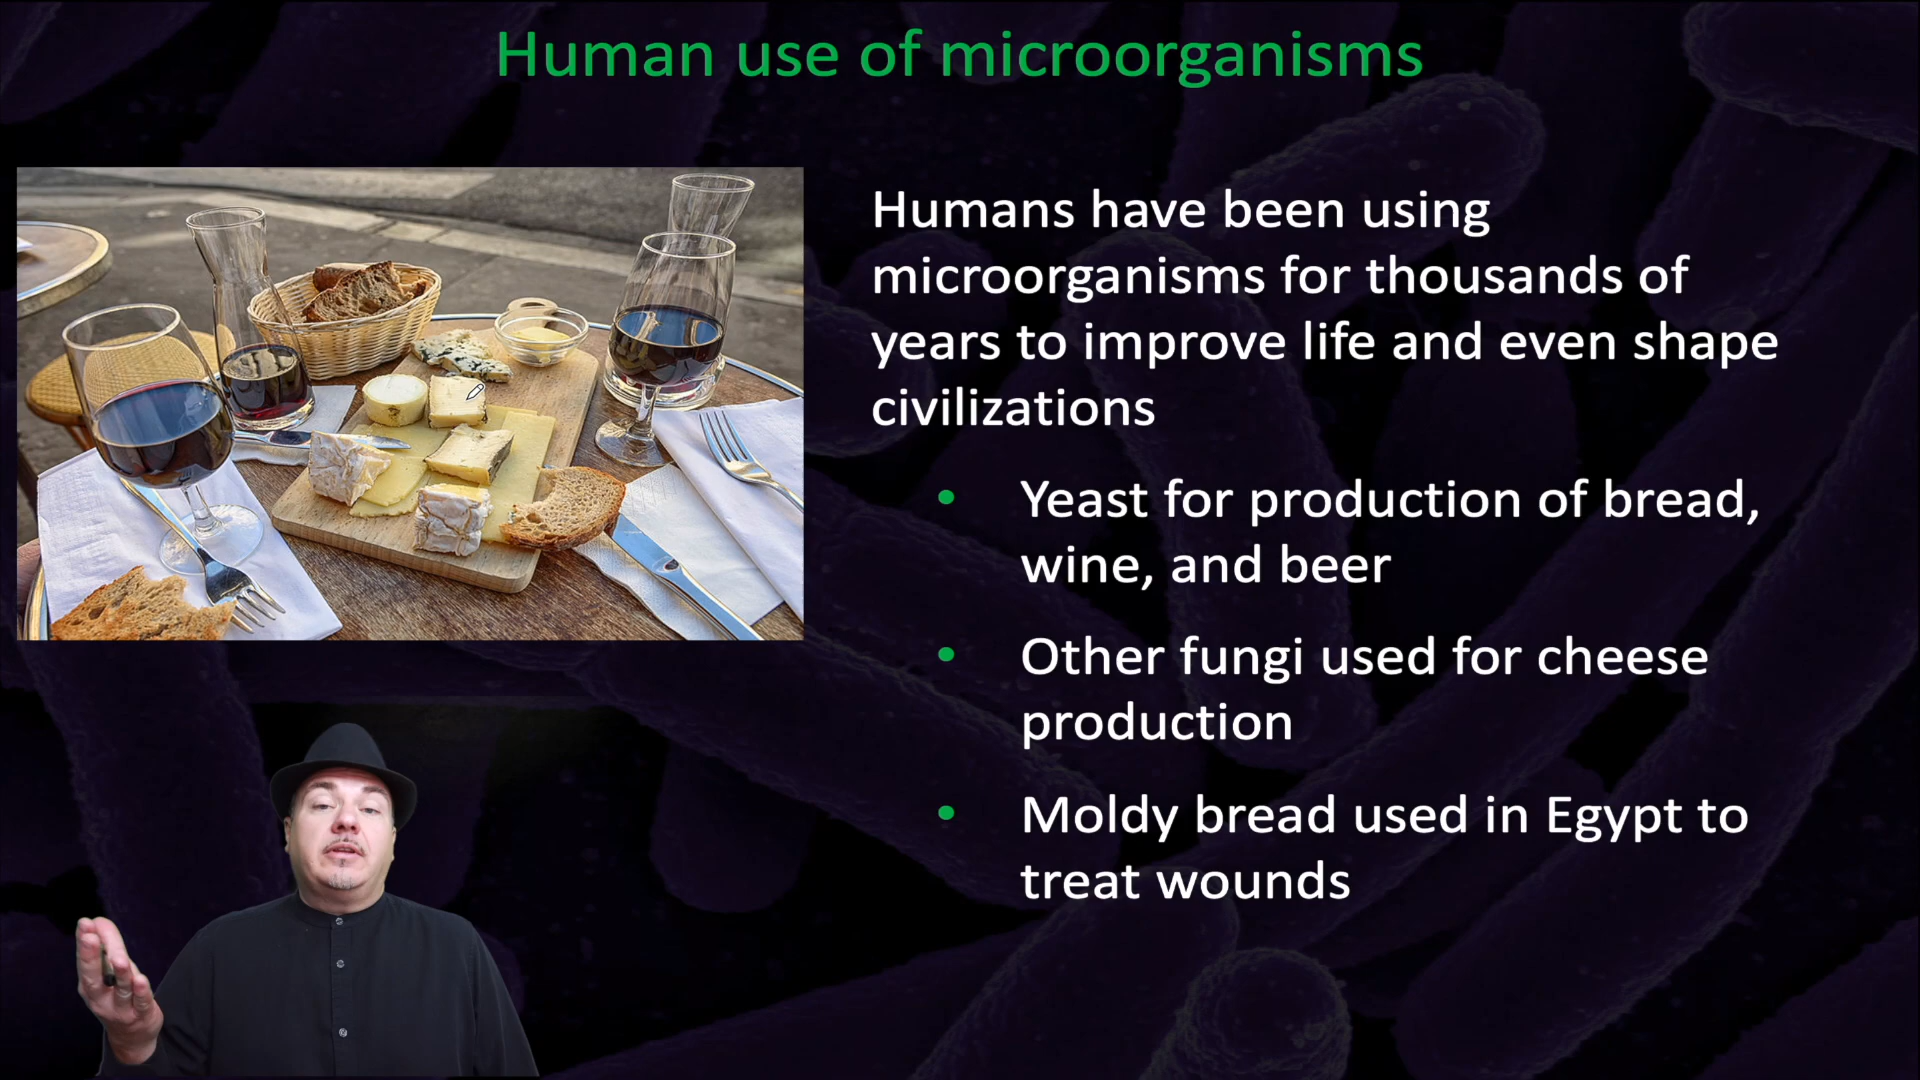 Human use of microorganisms
Humans have been using
microorganisms for thousands of
years to improve life and even shape
civilizations
• Yeast for production of bread,
wine, and beer
• Other fungi used for cheese
production
• Moldy bread used in Egypt to
treat wounds